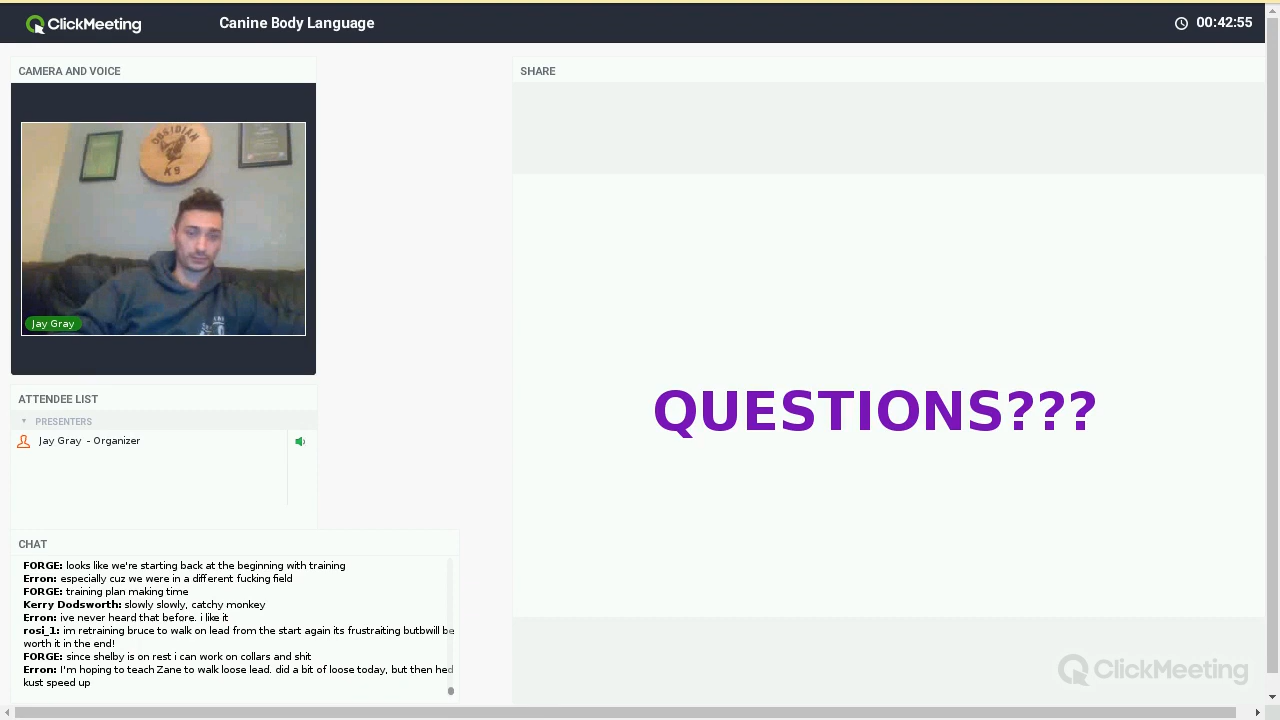 ClickMeeting
Canine Body Language
00:42:55
CAMERA AND VOICE
OBSIDIAN
K9
Jay Gray
ATTENDEE LIST
PRESENTERS
Jay Gray - Organizer
CHAT
FORGE: looks like we're starting back at the beginning with training
Erron: especially cuz we were in a different fucking field
FORGE: training plan making time
Kerry Dodsworth: slowly slowly, catchy monkey
Erron: ive never heard that before. i like it
rosi_1: im retraining bruce to walk on lead from the start again its frustraiting butbwill be
worth it in the end!
FORGE: since shelby is on rest i can work on collars and shit
Erron: I'm hoping to teach Zane to walk loose lead. did a bit of loose today, but then hed
kust speed up
SHARE
QUESTIONS???
ClickMeeting